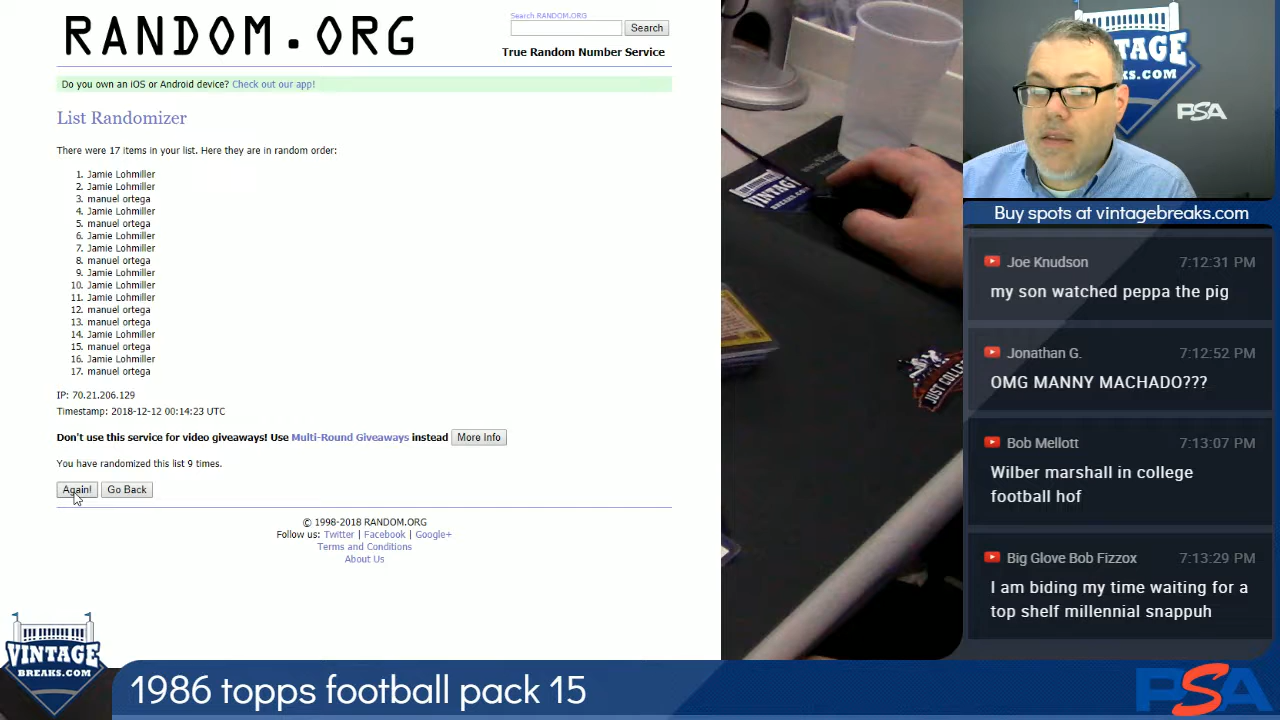 RANDOM.ORG
Search RANDOM.ORG
Search
True Random Number Service
Do you own an iOS or Android device? Check out our app!
List Randomizer
There were 17 items in your list. Here they are in random order:
1. Jamie Lohmiller
2. Jamie Lohmiller
3. manuel ortega
4. Jamie Lohmiller
5. manuel ortega
6. Jamie Lohmiller
7. Jamie Lohmiller
8. manuel ortega
9. Jamie Lohmiller
10. Jamie Lohmiller
11. Jamie Lohmiller
12. manuel ortega
13. manuel ortega
14. Jamie Lohmiller
15. manuel ortega
16. Jamie Lohmiller
17. manuel ortega
IP: 70.21.206.129
Timestamp: 2018-12-12 00:14:23 UTC
Don't use this service for video giveaways! Use Multi-Round Giveaways instead More Info
You have randomized this list 9 times.
Again! Go Back
© 1998-2018 RANDOM.ORG
Follow us: Twitter | Facebook | Google+
Terms and Conditions
About Us
VINTAGE
BREAKS.COM
1986 topps football pack 15
VINTAGE
JUST COLLE
VINTAGE
.COM
PSA
Buy spots at vintagebreaks.com
Joe Knudson 7:12:31 PM
my son watched peppa the pig
Jonathan G. 7:12:52 PM
OMG MANNY MACHADO???
Bob Mellott 7:13:07 PM
Wilber marshall in college
football hof
Big Glove Bob Fizzox 7:13:29 PM
I am biding my time waiting for a
top shelf millennial snappuh
PSA